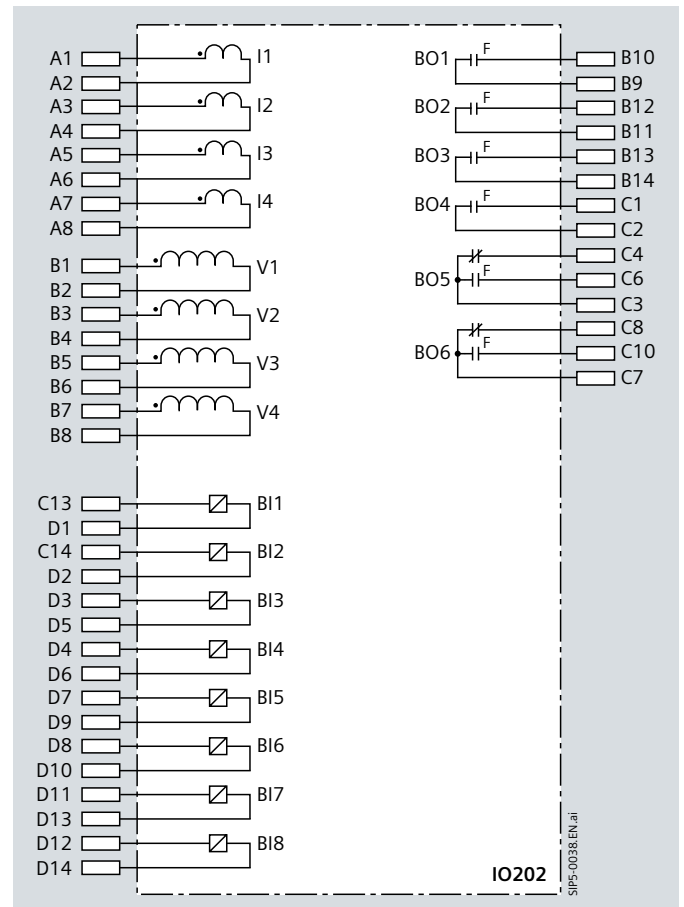 A1 I1
A2
A3 I2
A4
A5 I3
A6
A7 I4
A8
B1 V1
B2
B3 V2
B4
B5 V3
B6
B7 V4
B8
C13 BI1
D1
C14 BI2
D2
D3 BI3
D5
D4 BI4
D6
D7 BI5
D9
D8 BI6
D10
D11 BI7
D13
D12 BI8
D14
BO1 F B10
B9
BO2 F B12
B11
BO3 F B13
B14
BO4 F C1
C2
C4
BO5 F C6
C3
C8
BO6 F C10
C7
IO202
SIP5-0038.EN.ai